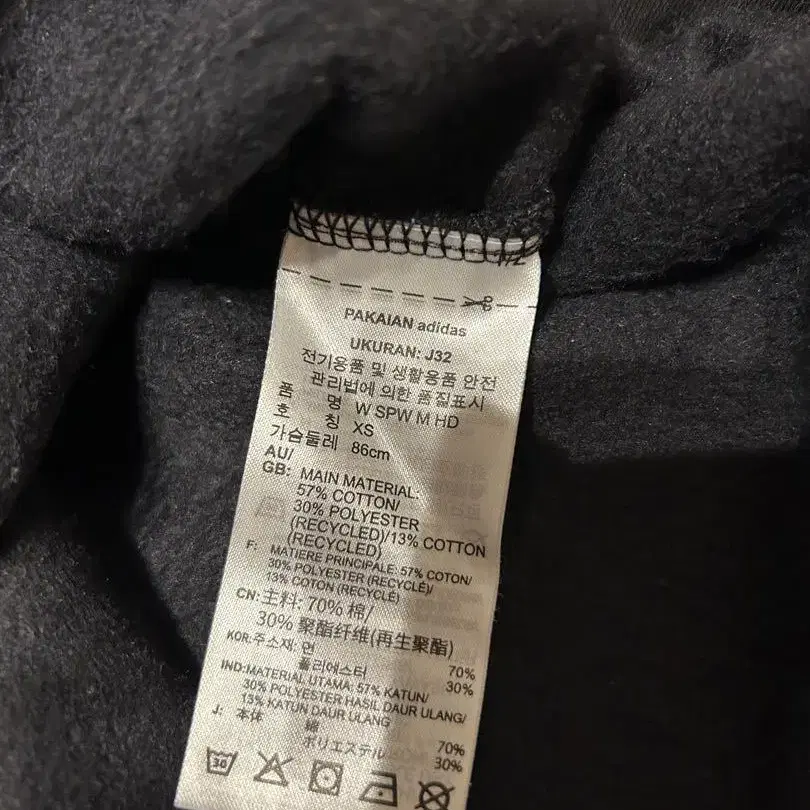 PAKAIAN adidas
UKURAN: J32
전기용품 및 생활용품 안전
관리법에 의한 품질표시
품 명 W SPW M HD
호 칭 XS
가슴둘레 86cm
AU/
GB: MAIN MATERIAL:
57% COTTON/
30% POLYESTER
(RECYCLED)/13% COTTON
(RECYCLED)
F: MATIERE PRINCIPALE: 57% COTON/
30% POLYESTER (RECYCLÉ)/
13% COTON (RECYCLÉ)
CN: 主料: 70% 棉/
30% 聚酯纤维(再生聚酯)
KOR: 주소재. 면 70%
폴리에스터 30%
IND: MATERIAL UTAMA: 57% KATUN/
30% POLYESTER HASIL DAUR ULANG/
13% KATUN DAUR ULANG
J: 本体 綿 70%
ポリエステル 30%
30